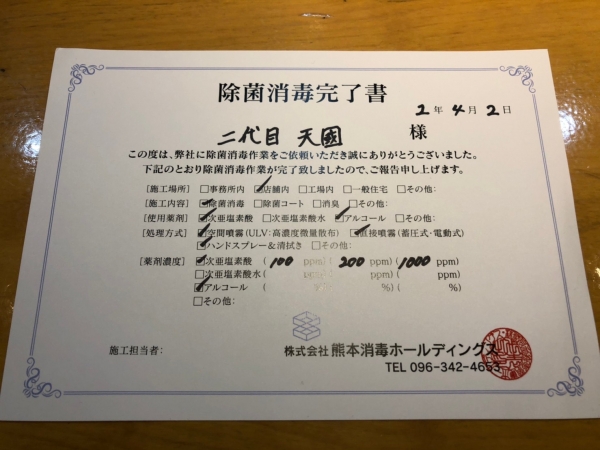 除菌消毒完了書
2年4月2日
二代目 天國 様
この度は、弊社に除菌消毒作業をご依頼いただき誠にありがとうございました。
下記のとおり除菌消毒作業が完了致しましたので、ご報告申し上げます。
[施工場所] □事務所内 ☑店舗内 □工場内 □一般住宅 □その他:
[施工内容] ☑除菌消毒 □除菌コート □消臭 □その他:
[使用薬剤] ☑次亜塩素酸 □次亜塩素酸水 ☑アルコール □その他:
[処理方式] ☑空間噴霧(ULV:高濃度微量散布) ☑直接噴霧(蓄圧式・電動式)
☑ハンドスプレー&清拭き □その他:
[薬剤濃度] ☑次亜塩素酸 (100 ppm)(200 ppm)(1000 ppm)
□次亜塩素酸水( ppm)( ppm)( ppm)
☑アルコール ( %)( %)( %)
□その他:
施工担当者:
株式会社 熊本消毒ホールディングス
TEL 096-342-4653